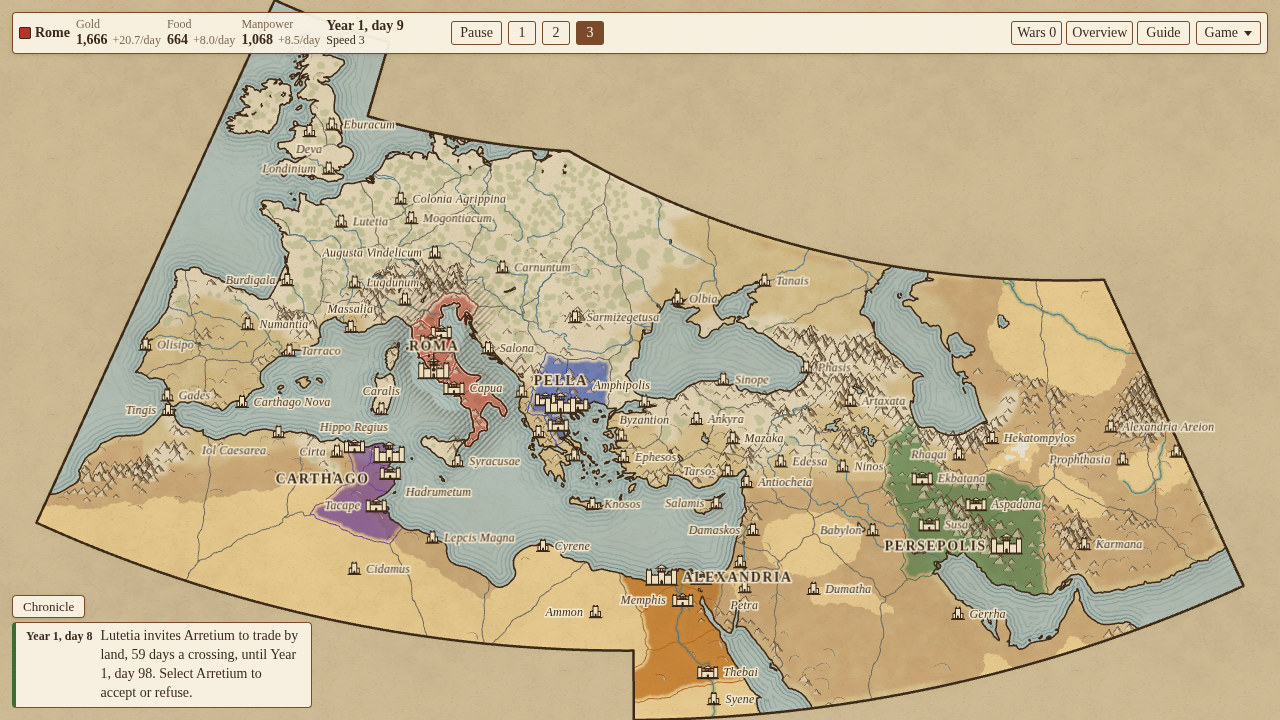 Rome
Gold
1,666 +20.7/day
Food
664 +8.0/day
Manpower
1,068 +8.5/day
Year 1, day 9
Speed 3
Pause
1
2
3
Wars 0
Overview
Guide
Game
Eburacum
Deva
Londinium
Colonia Agrippina
Lutetia
Mogontiacum
Augusta Vindelicum
Carnuntum
Burdigala
Lugdunum
Tanais
Olbia
Massalia
Numantia
Sarmizegetusa
Olisipo
Tarraco
ROMA
Salona
Phasis
PELLA
Amphipolis
Sinope
Capua
Caralis
Gades
Carthago Nova
Tingis
Artaxata
Byzantion
Ankyra
Hippo Regius
Alexandria Areion
Mazaka
Hekatompylos
Iol Caesarea
Cirta
Syracusae
Ephesos
Tarsos
Edessa
Ninos
Rhagai
Prophthasia
CARTHAGO
Hadrumetum
Antiocheia
Ekbatana
Tacape
Knosos
Salamis
Aspadana
Lepcis Magna
Cyrene
Damaskos
Babylon
Susa
PERSEPOLIS
Karmana
Cidamus
ALEXANDRIA
Memphis
Petra
Dumatha
Ammon
Gerrha
Thebai
Syene
Chronicle
Year 1, day 8 Lutetia invites Arretium to trade by
land, 59 days a crossing, until Year
1, day 98. Select Arretium to
accept or refuse.